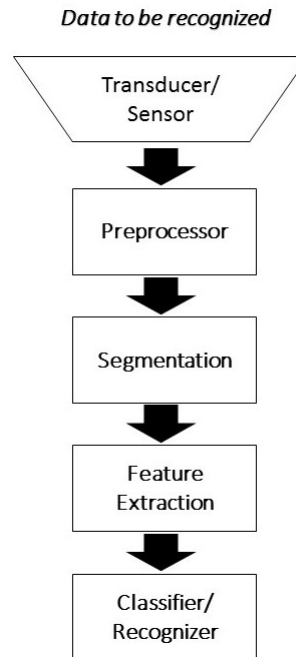 Data to be recognized
Transducer/
Sensor
Preprocessor
Segmentation
Feature
Extraction
Classifier/
Recognizer